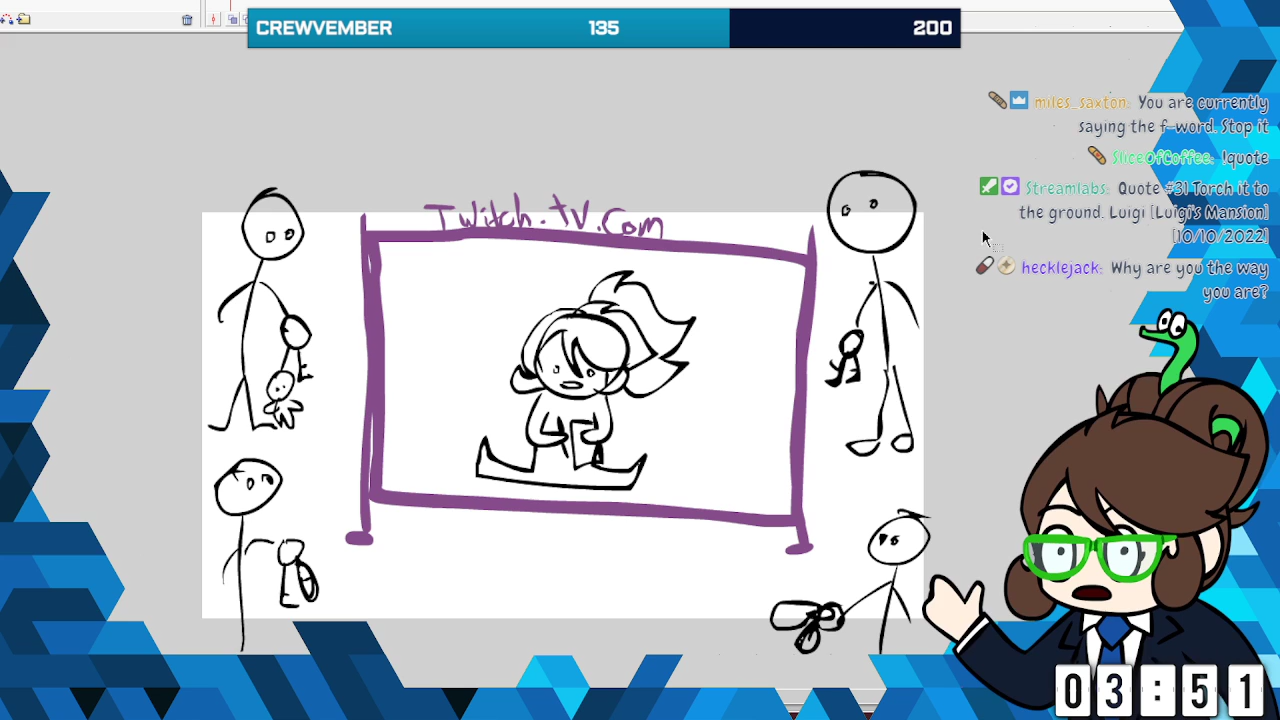 CREWVEMBER 135 200
miles_saxton: You are currently
saying the f-word. Stop it
SliceOfCoffee: !quote
Streamlabs: Quote #31 Torch it to
the ground. Luigi [Luigi's Mansion]
[10/10/2022]
hecklejack: Why are you the way
you are?
Twitch.tv.Com
03:51